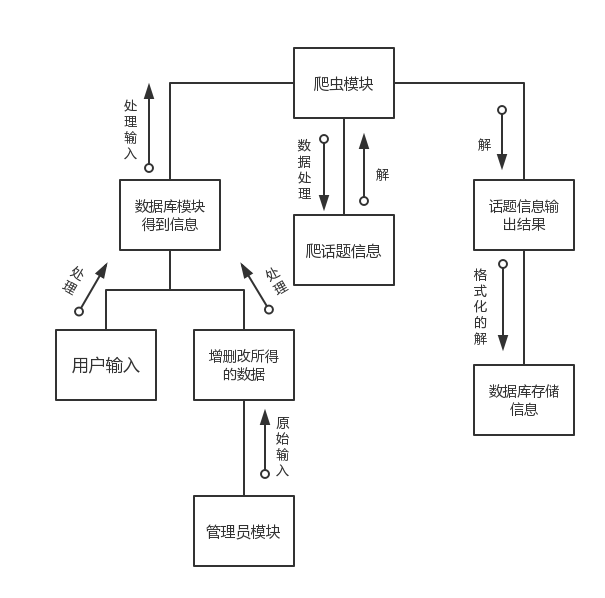 爬虫模块
处理输入
数据处理
解
解
数据库模块
得到信息
爬话题信息
话题信息输
出结果
处理
处理
格式化的解
用户输入
增删改所得
的数据
数据库存储
信息
原始输入
管理员模块